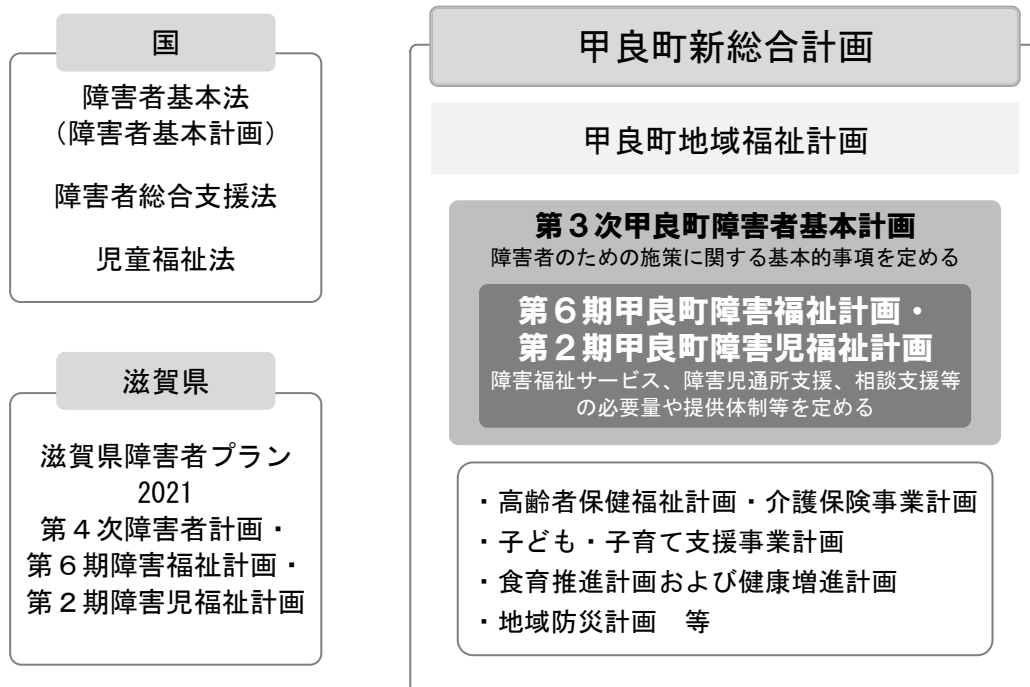 国
障害者基本法
（障害者基本計画）
障害者総合支援法
児童福祉法
滋賀県
滋賀県障害者プラン
2021
第４次障害者計画・
第６期障害福祉計画・
第２期障害児福祉計画
甲良町新総合計画
甲良町地域福祉計画
第３次甲良町障害者基本計画
障害者のための施策に関する基本的事項を定める
第６期甲良町障害福祉計画・
第２期甲良町障害児福祉計画
障害福祉サービス、障害児通所支援、相談支援等
の必要量や提供体制等を定める
・高齢者保健福祉計画・介護保険事業計画
・子ども・子育て支援事業計画
・食育推進計画および健康増進計画
・地域防災計画　等